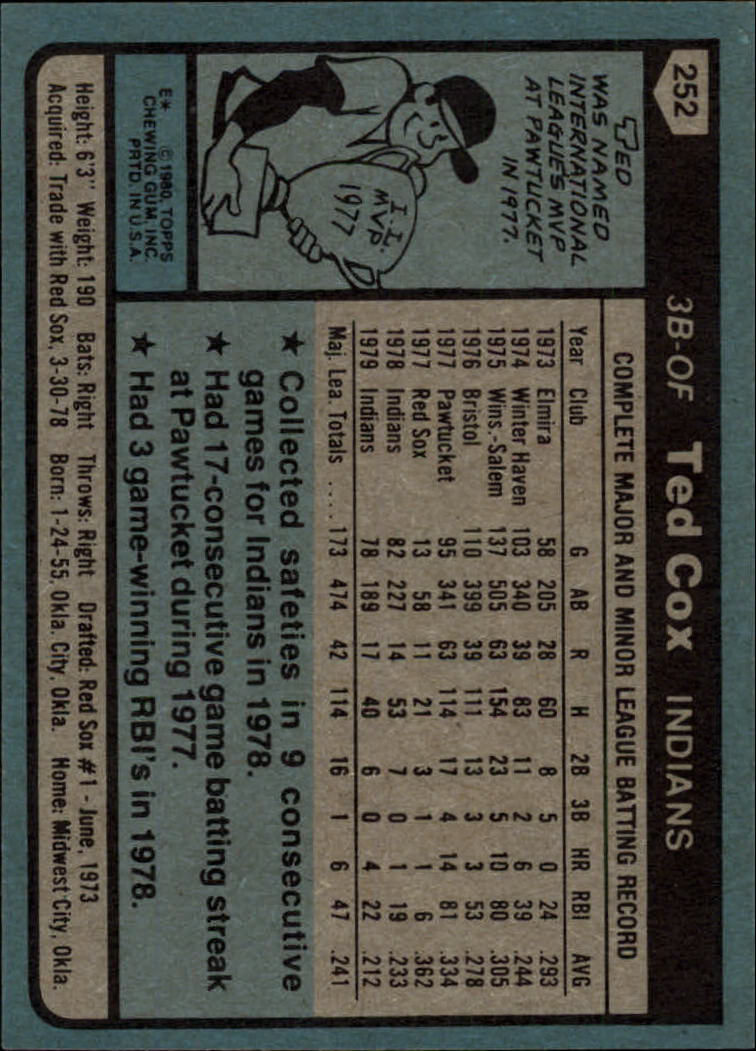 252
3B-OF Ted Cox INDIANS
TED
WAS NAMED
INTERNATIONAL
LEAGUE'S MVP
AT PAWTUCKET
IN 1977.
I.L.
MVP.
1977
E* © 1980 TOPPS
CHEWING GUM, INC.
PRTD. IN U.S.A.
COMPLETE MAJOR AND MINOR LEAGUE BATTING RECORD
Year Club G AB R H 2B 3B HR RBI AVG
1973 Elmira 58 205 28 60 8 5 0 24 .293
1974 Winter Haven 103 340 39 83 11 2 6 39 .244
1975 Wins.-Salem 137 505 63 154 23 5 10 80 .305
1976 Bristol 110 399 39 111 13 3 3 53 .278
1977 Pawtucket 95 341 63 114 17 4 14 81 .334
1977 Red Sox 13 58 11 21 3 1 1 6 .362
1978 Indians 82 227 14 53 7 0 1 19 .233
1979 Indians 78 189 17 40 6 0 4 22 .212
Maj. Lea. Totals ..... 173 474 42 114 16 1 6 47 .241
★ Collected safeties in 9 consecutive
games for Indians in 1978.
★ Had 17-consecutive game batting streak
at Pawtucket during 1977.
★ Had 3 game-winning RBI's in 1978.
Height: 6'3" Weight: 190 Bats: Right Throws: Right Drafted: Red Sox #1 - June, 1973
Acquired: Trade with Red Sox, 3-30-78 Born: 1-24-55, Okla. City, Okla. Home: Midwest City, Okla.